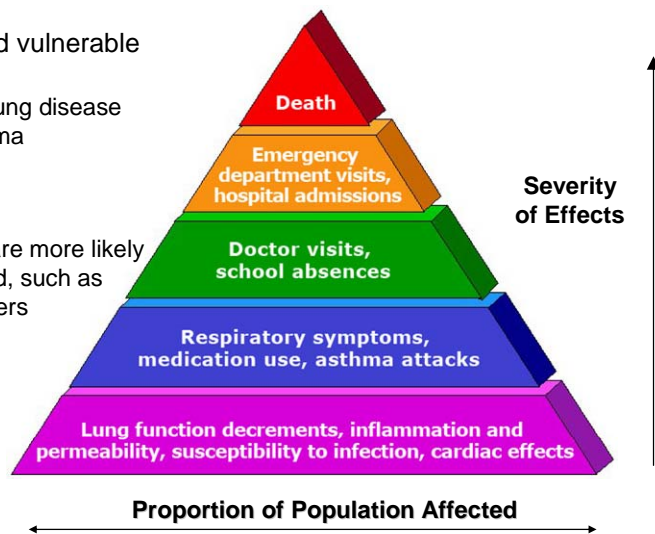 d vulnerable
ung disease
ma
are more likely
d, such as
ers
Death
Emergency
department visits,
hospital admissions
Doctor visits,
school absences
Respiratory symptoms,
medication use, asthma attacks
Lung function decrements, inflammation and
permeability, susceptibility to infection, cardiac effects
Severity
of Effects
Proportion of Population Affected